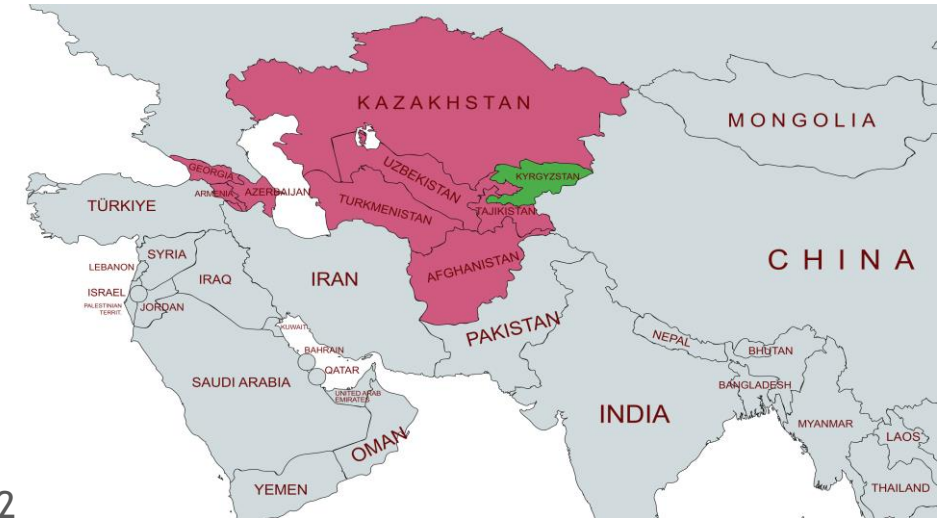 KAZAKHSTAN
MONGOLIA
GEORGIA
UZBEKISTAN
KYRGYZSTAN
ARMENIA
AZERBAIJAN
TÜRKIYE
TURKMENISTAN
TAJIKISTAN
SYRIA
LEBANON
IRAQ
IRAN
AFGHANISTAN
CHINA
ISRAEL
PALESTINIAN
TERRIT.
JORDAN
KUWAIT
PAKISTAN
NEPAL
BHUTAN
BAHRAIN
QATAR
SAUDI ARABIA
UNITED ARAB
EMIRATES
BANGLADESH
INDIA
MYANMAR
LAOS
OMAN
YEMEN
THAILAND
2